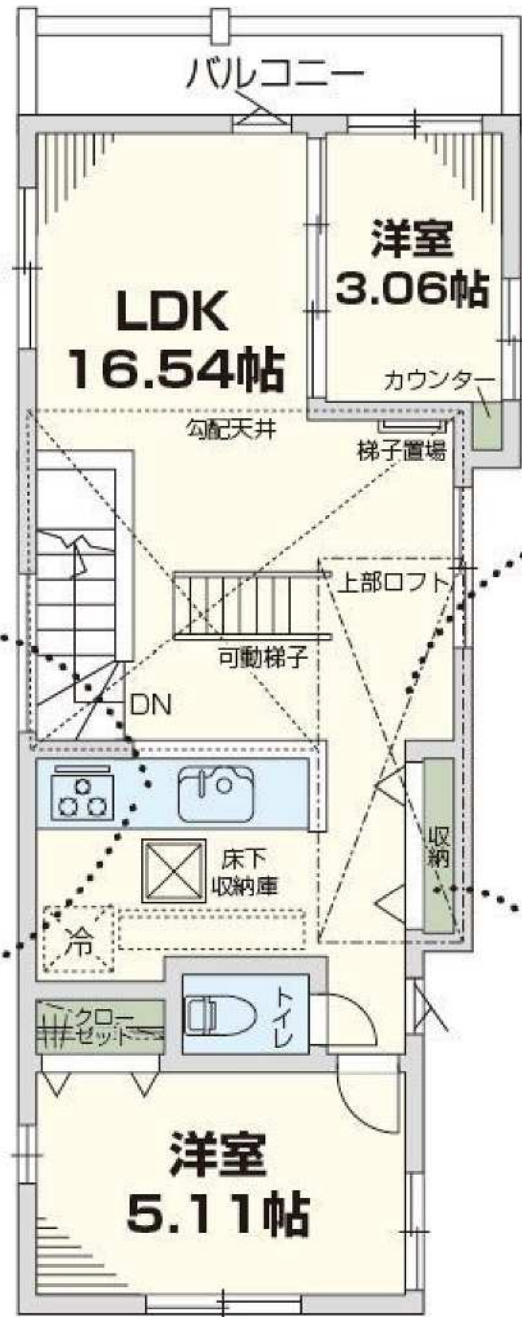 バルコニー
洋室
3.06帖
LDK
16.54帖
カウンター
勾配天井
梯子置場
上部ロフト
可動梯子
DN
床下
収納庫
収納
冷
クロー
ゼット
トイレ
洋室
5.11帖